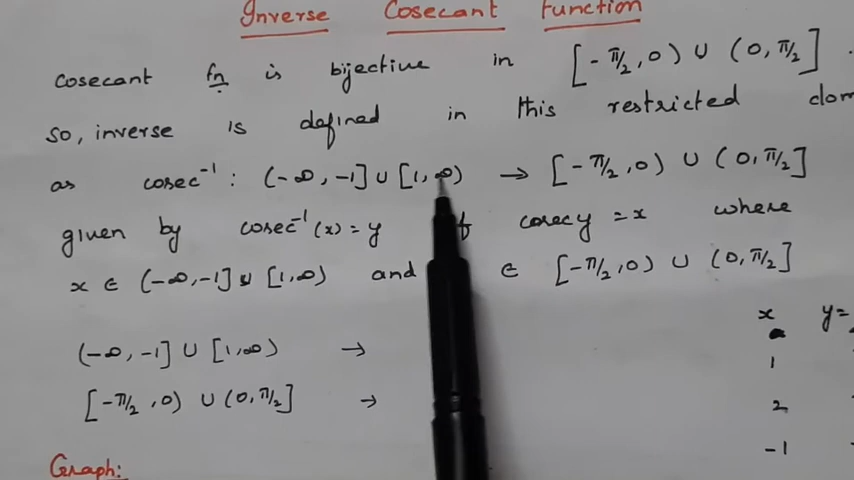 Inverse Cosecant Function
cosecant fn is bijective in [-π/2, 0) ∪ (0, π/2] .
so, inverse is defined in this restricted dom
as cosec⁻¹ : (-∞, -1] ∪ [1, ∞) → [-π/2, 0) ∪ (0, π/2]
given by cosec⁻¹(x) = y if cosec y = x where
x ∈ (-∞, -1] ∪ [1, ∞) and ∈ [-π/2, 0) ∪ (0, π/2]
x y =
(-∞, -1] ∪ [1, ∞) →
1
[-π/2, 0) ∪ (0, π/2] →
2
-1
Graph: